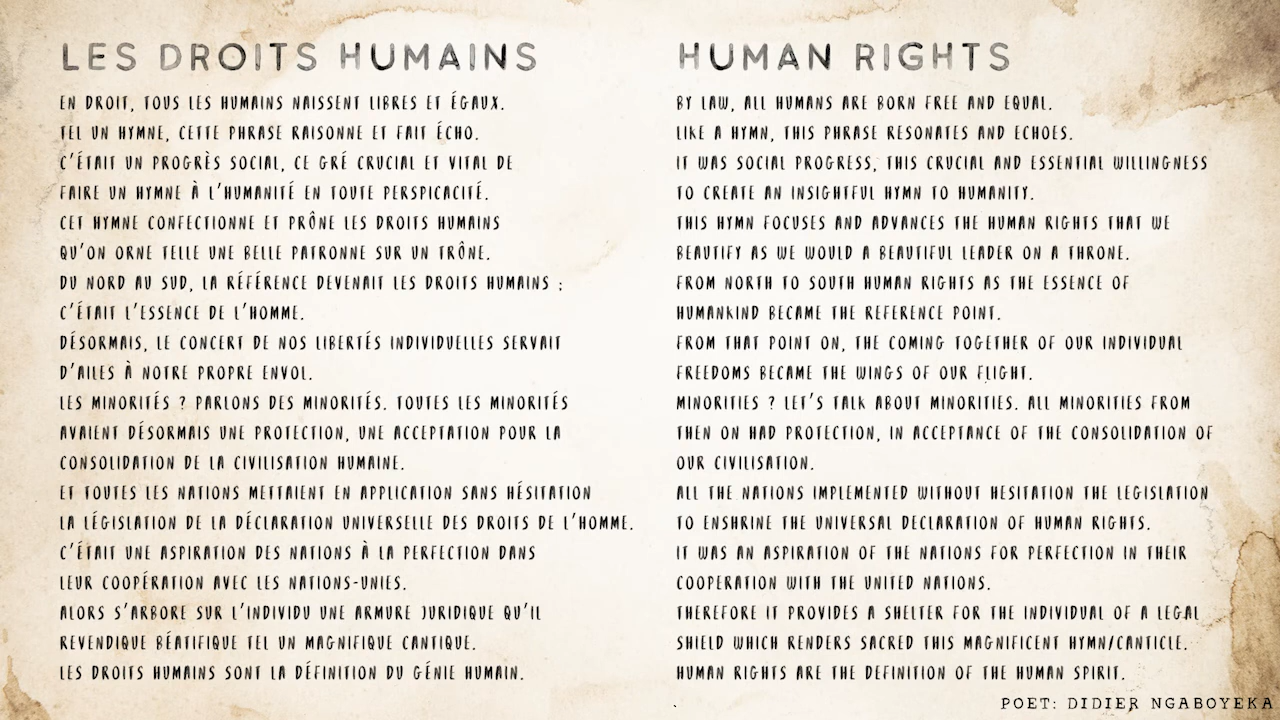 LES DROITS HUMAINS
EN DROIT, TOUS LES HUMAINS NAISSENT LIBRES ET ÉGAUX.
TEL UN HYMNE, CETTE PHRASE RAISONNE ET FAIT ÉCHO.
C'ÉTAIT UN PROGRÈS SOCIAL, CE GRÉ CRUCIAL ET VITAL DE
FAIRE UN HYMNE À L'HUMANITÉ EN TOUTE PERSPICACITÉ.
CET HYMNE CONFECTIONNE ET PRÔNE LES DROITS HUMAINS
QU'ON ORNE TELLE UNE BELLE PATRONNE SUR UN TRÔNE.
DU NORD AU SUD, LA RÉFÉRENCE DEVENAIT LES DROITS HUMAINS :
C'ÉTAIT L'ESSENCE DE L'HOMME.
DÉSORMAIS, LE CONCERT DE NOS LIBERTÉS INDIVIDUELLES SERVAIT
D'AILES À NOTRE PROPRE ENVOL.
LES MINORITÉS ? PARLONS DES MINORITÉS. TOUTES LES MINORITÉS
AVAIENT DÉSORMAIS UNE PROTECTION, UNE ACCEPTATION POUR LA
CONSOLIDATION DE LA CIVILISATION HUMAINE.
ET TOUTES LES NATIONS METTAIENT EN APPLICATION SANS HÉSITATION
LA LÉGISLATION DE LA DÉCLARATION UNIVERSELLE DES DROITS DE L'HOMME.
C'ÉTAIT UNE ASPIRATION DES NATIONS À LA PERFECTION DANS
LEUR COOPÉRATION AVEC LES NATIONS-UNIES.
ALORS S'ARBORE SUR L'INDIVIDU UNE ARMURE JURIDIQUE QU'IL
REVENDIQUE BÉATIFIQUE TEL UN MAGNIFIQUE CANTIQUE.
LES DROITS HUMAINS SONT LA DÉFINITION DU GÉNIE HUMAIN.
HUMAN RIGHTS
BY LAW, ALL HUMANS ARE BORN FREE AND EQUAL.
LIKE A HYMN, THIS PHRASE RESONATES AND ECHOES.
IT WAS SOCIAL PROGRESS, THIS CRUCIAL AND ESSENTIAL WILLINGNESS
TO CREATE AN INSIGHTFUL HYMN TO HUMANITY.
THIS HYMN FOCUSES AND ADVANCES THE HUMAN RIGHTS THAT WE
BEAUTIFY AS WE WOULD A BEAUTIFUL LEADER ON A THRONE.
FROM NORTH TO SOUTH HUMAN RIGHTS AS THE ESSENCE OF
HUMANKIND BECAME THE REFERENCE POINT.
FROM THAT POINT ON, THE COMING TOGETHER OF OUR INDIVIDUAL
FREEDOMS BECAME THE WINGS OF OUR FLIGHT.
MINORITIES ? LET'S TALK ABOUT MINORITIES. ALL MINORITIES FROM
THEN ON HAD PROTECTION, IN ACCEPTANCE OF THE CONSOLIDATION OF
OUR CIVILISATION.
ALL THE NATIONS IMPLEMENTED WITHOUT HESITATION THE LEGISLATION
TO ENSHRINE THE UNIVERSAL DECLARATION OF HUMAN RIGHTS.
IT WAS AN ASPIRATION OF THE NATIONS FOR PERFECTION IN THEIR
COOPERATION WITH THE UNITED NATIONS.
THEREFORE IT PROVIDES A SHELTER FOR THE INDIVIDUAL OF A LEGAL
SHIELD WHICH RENDERS SACRED THIS MAGNIFICENT HYMN/CANTICLE.
HUMAN RIGHTS ARE THE DEFINITION OF THE HUMAN SPIRIT.
POET: DIDIER NGABOYEKA